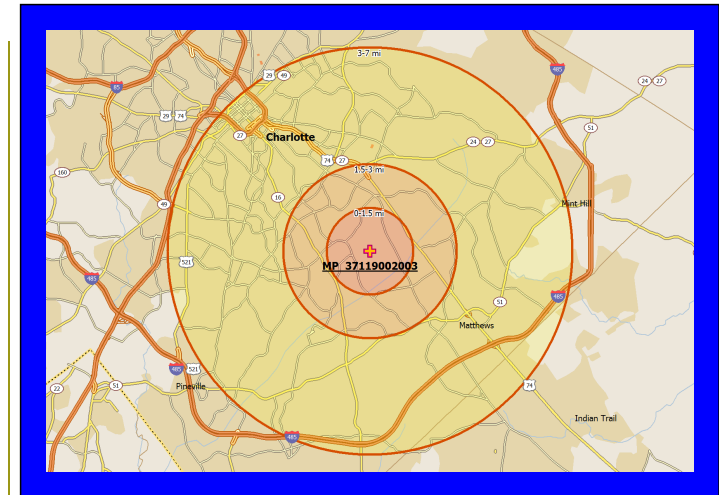 3-7 mi
29 49
485
24 27
85
29 74
27
Charlotte
51
74 27
24 27
160
1.5-3 mi
16
49
Mint Hill
0-1.5 mi
MP 37119002003
521
485
485
51
Matthews
485 521
22
51
Pineville
74
Indian Trail
485